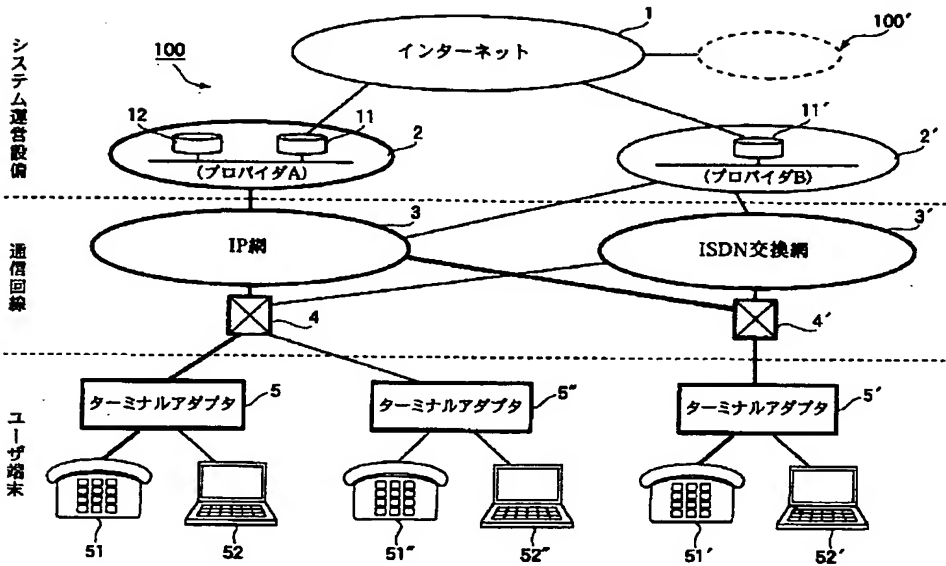 1
100´
インターネット
100
システム運営設備
12
11
11´
2
2´
(プロバイダA)
(プロバイダB)
3
3´
IP網
ISDN交換網
通信回線
4
4´
ターミナルアダプタ
5
ターミナルアダプタ
5˝
ターミナルアダプタ
5´
ユーザ端末
51
52
51˝
52˝
51´
52´